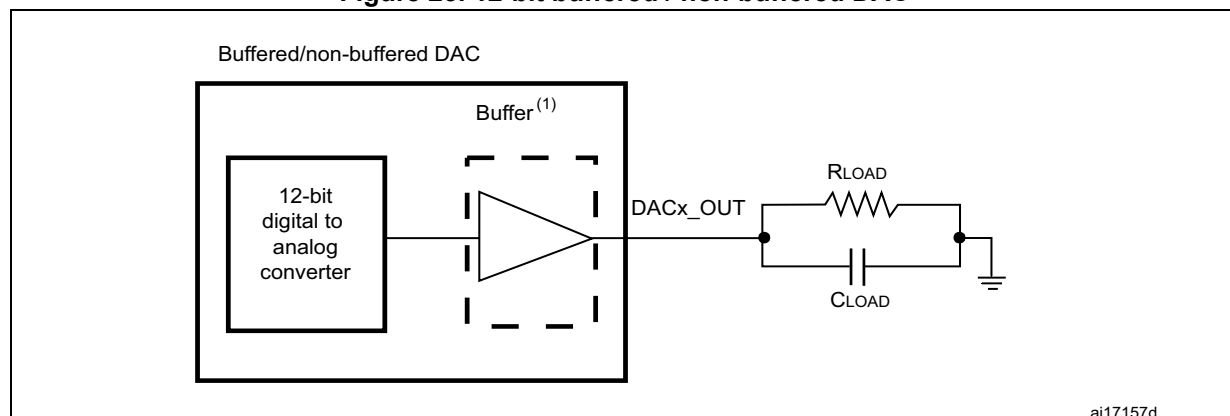 Buffered/non-buffered DAC
Buffer(1)
12-bit
digital to
analog
converter
DACx_OUT
RLOAD
CLOAD
ai17157d